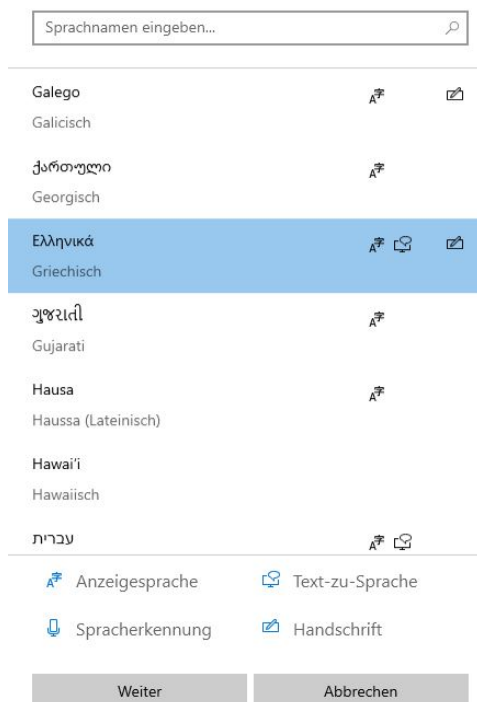 Sprachnamen eingeben...
Galego
Galicisch
ქართული
Georgisch
Ελληνικά
Griechisch
ગુજરાતી
Gujarati
Hausa
Haussa (Lateinisch)
Hawaiʻi
Hawaiisch
עברית
Anzeigesprache Text-zu-Sprache
Spracherkennung Handschrift
Weiter Abbrechen